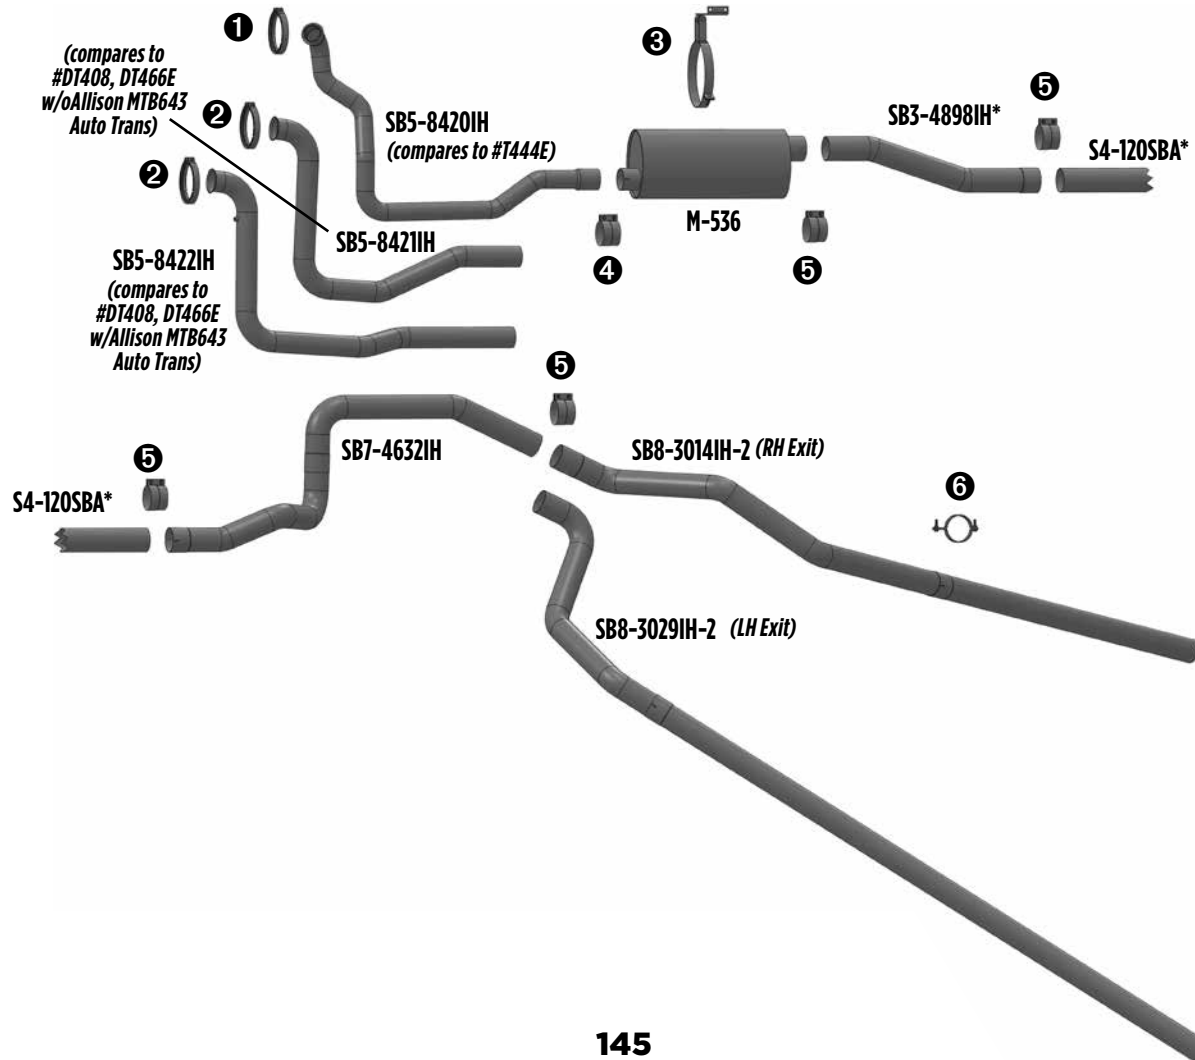 ❶
(compares to
#DT408, DT466E
w/oAllison MTB643
Auto Trans)
❷
❷
SB5-8420IH
(compares to #T444E)
❸
SB3-4898IH*
❺
S4-120SBA*
M-536
❹
❺
SB5-8421IH
SB5-8422IH
(compares to
#DT408, DT466E
w/Allison MTB643
Auto Trans)
❺
SB7-4632IH
❺
S4-120SBA*
SB8-3014IH-2 (RH Exit)
❻
SB8-3029IH-2 (LH Exit)
145